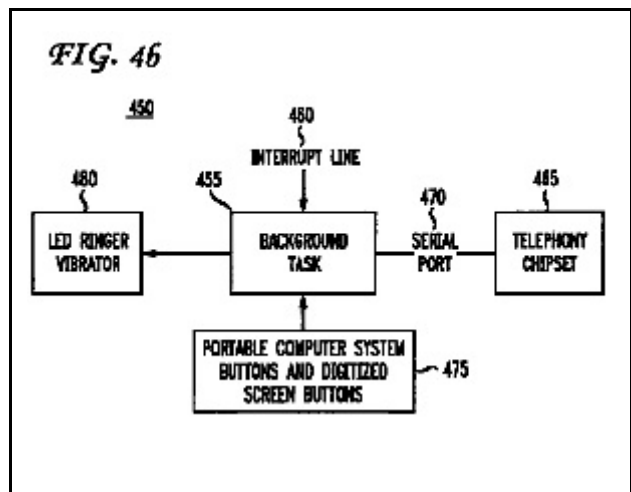 FIG. 46
450
460
INTERRUPT LINE
480
LED RINGER
VIBRATOR
455
BACKGROUND
TASK
470
SERIAL
PORT
465
TELEPHONY
CHIPSET
PORTABLE COMPUTER SYSTEM
BUTTONS AND DIGITIZED
SCREEN BUTTONS
475